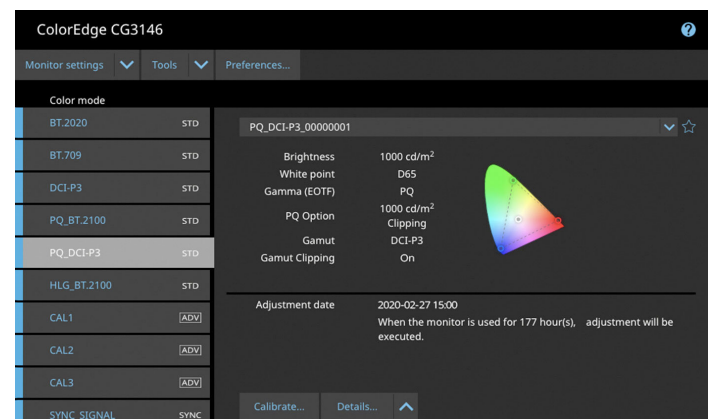 ColorEdge CG3146
?
Monitor settings Tools Preferences...
Color mode
BT.2020 STD
BT.709 STD
DCI-P3 STD
PQ_BT.2100 STD
PQ_DCI-P3 STD
HLG_BT.2100 STD
CAL1 ADV
CAL2 ADV
CAL3 ADV
SYNC_SIGNAL SYNC
PQ_DCI-P3_00000001
Brightness 1000 cd/m²
White point D65
Gamma (EOTF) PQ
PQ Option 1000 cd/m²
Clipping
Gamut DCI-P3
Gamut Clipping On
Adjustment date 2020-02-27 15:00
When the monitor is used for 177 hour(s), adjustment will be
executed.
Calibrate... Details...